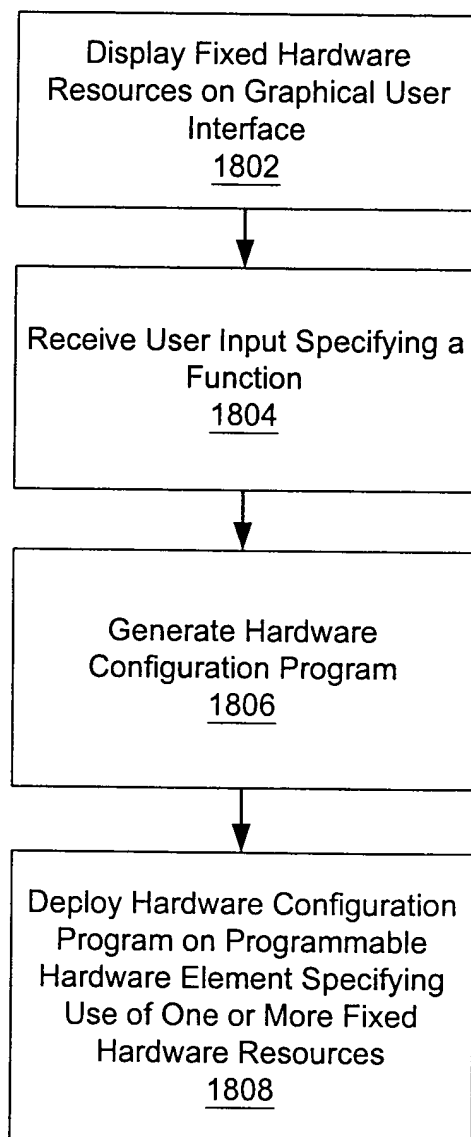 Display Fixed Hardware
Resources on Graphical User
Interface
1802
Receive User Input Specifying a
Function
1804
Generate Hardware
Configuration Program
1806
Deploy Hardware Configuration
Program on Programmable
Hardware Element Specifying
Use of One or More Fixed
Hardware Resources
1808